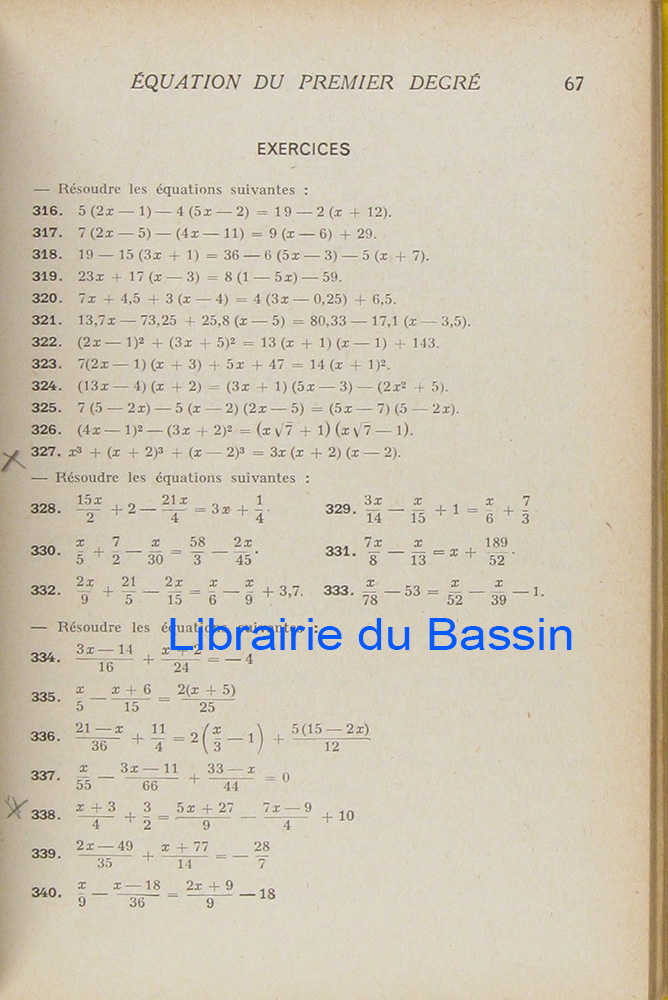 ÉQUATION DU PREMIER DEGRÉ 67
EXERCICES
— Résoudre les équations suivantes :
316. 5 (2x — 1) — 4 (5x — 2) = 19 — 2 (x + 12).
317. 7 (2x — 5) — (4x — 11) = 9 (x — 6) + 29.
318. 19 — 15 (3x + 1) = 36 — 6 (5x — 3) — 5 (x + 7).
319. 23x + 17 (x — 3) = 8 (1 — 5x) — 59.
320. 7x + 4,5 + 3 (x — 4) = 4 (3x — 0,25) + 6,5.
321. 13,7x — 73,25 + 25,8 (x — 5) = 80,33 — 17,1 (x — 3,5).
322. (2x — 1)² + (3x + 5)² = 13 (x + 1) (x — 1) + 143.
323. 7(2x — 1) (x + 3) + 5x + 47 = 14 (x + 1)².
324. (13x — 4) (x + 2) = (3x + 1) (5x — 3) — (2x² + 5).
325. 7 (5 — 2x) — 5 (x — 2) (2x — 5) = (5x — 7) (5 — 2x).
326. (4x — 1)² — (3x + 2)² = (x√7 + 1) (x√7 — 1).
327. x³ + (x + 2)³ + (x — 2)³ = 3x (x + 2) (x — 2).
— Résoudre les équations suivantes :
328. 15x/2 + 2 — 21x/4 = 3x + 1/4. 329. 3x/14 — x/15 + 1 = x/6 + 7/3
330. x/5 + 7/2 — x/30 = 58/3 — 2x/45. 331. 7x/8 — x/13 = x + 189/52.
332. 2x/9 + 21/5 — 2x/15 = x/6 — x/9 + 3,7. 333. x/78 — 53 = x/52 — x/39 — 1.
— Résoudre les équations suivantes :
Librairie du Bassin
334. 3x — 14/16 + x + 2/24 = — 4
335. x/5 — x + 6/15 = 2(x + 5)/25
336. 21 — x/36 + 11/4 = 2 (x/3 — 1) + 5 (15 — 2x)/12
337. x/55 — 3x — 11/66 + 33 — x/44 = 0
338. x + 3/4 + 3/2 = 5x + 27/9 — 7x — 9/4 + 10
339. 2x — 49/35 + x + 77/14 = — 28/7
340. x/9 — x — 18/36 = 2x + 9/9 — 18